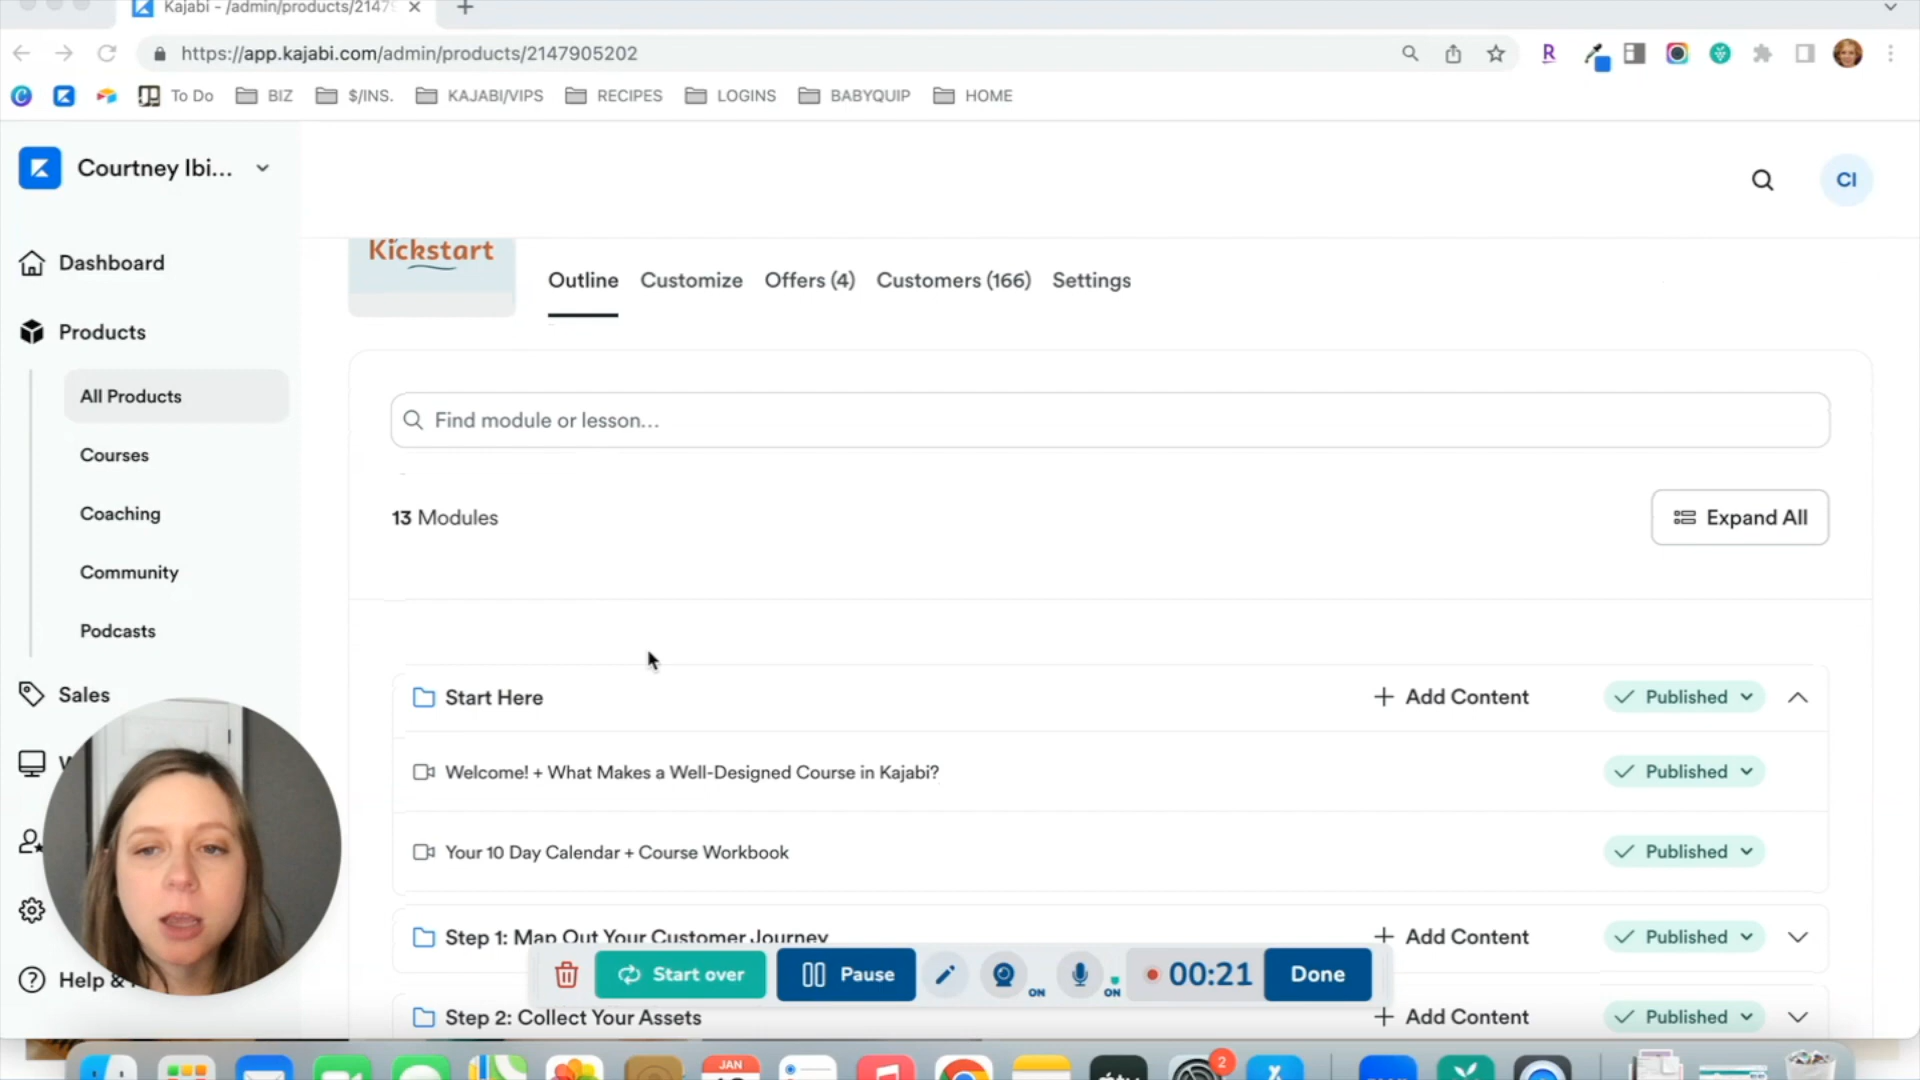 Kajabi - /admin/products/2147
https://app.kajabi.com/admin/products/2147905202
To Do
BIZ
$/INS.
KAJABI/VIPS
RECIPES
LOGINS
BABYQUIP
HOME
Courtney Ibi...
CI
Kickstart
Outline
Customize
Offers (4)
Customers (166)
Settings
Dashboard
Products
All Products
Courses
Coaching
Community
Podcasts
Sales
Help &
Find module or lesson...
13 Modules
Expand All
Start Here
+ Add Content
Published
Welcome! + What Makes a Well-Designed Course in Kajabi?
Published
Your 10 Day Calendar + Course Workbook
Published
Step 1: Map Out Your Customer Journey
+ Add Content
Published
Start over
Pause
ON
ON
00:21
Done
Step 2: Collect Your Assets
+ Add Content
Published
JAN
2